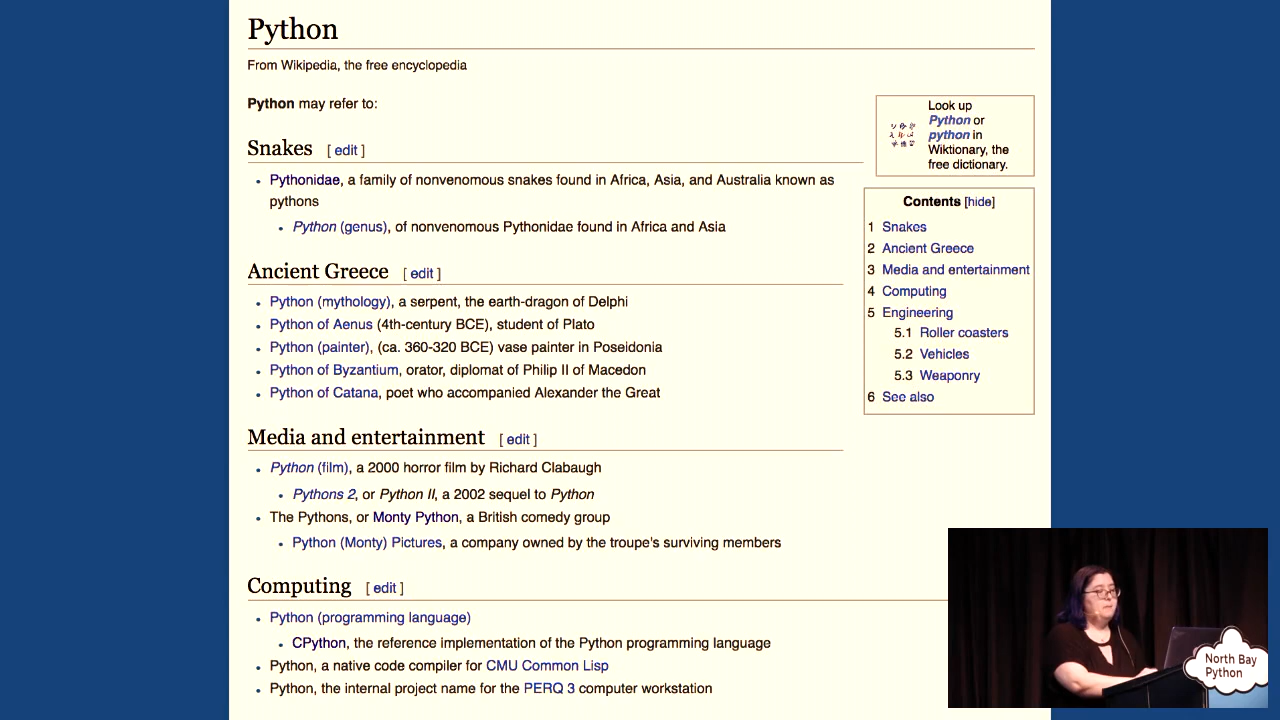 Python
From Wikipedia, the free encyclopedia
Python may refer to:
Look up
Python or
python in
Wiktionary, the
free dictionary.
Snakes [ edit ]
Pythonidae, a family of nonvenomous snakes found in Africa, Asia, and Australia known as
pythons
Python (genus), of nonvenomous Pythonidae found in Africa and Asia
Contents [hide]
1 Snakes
2 Ancient Greece
3 Media and entertainment
4 Computing
5 Engineering
5.1 Roller coasters
5.2 Vehicles
5.3 Weaponry
6 See also
Ancient Greece [ edit ]
Python (mythology), a serpent, the earth-dragon of Delphi
Python of Aenus (4th-century BCE), student of Plato
Python (painter), (ca. 360-320 BCE) vase painter in Poseidonia
Python of Byzantium, orator, diplomat of Philip II of Macedon
Python of Catana, poet who accompanied Alexander the Great
Media and entertainment [ edit ]
Python (film), a 2000 horror film by Richard Clabaugh
Pythons 2, or Python II, a 2002 sequel to Python
The Pythons, or Monty Python, a British comedy group
Python (Monty) Pictures, a company owned by the troupe's surviving members
Computing [ edit ]
Python (programming language)
CPython, the reference implementation of the Python programming language
Python, a native code compiler for CMU Common Lisp
Python, the internal project name for the PERQ 3 computer workstation
North Bay
Python